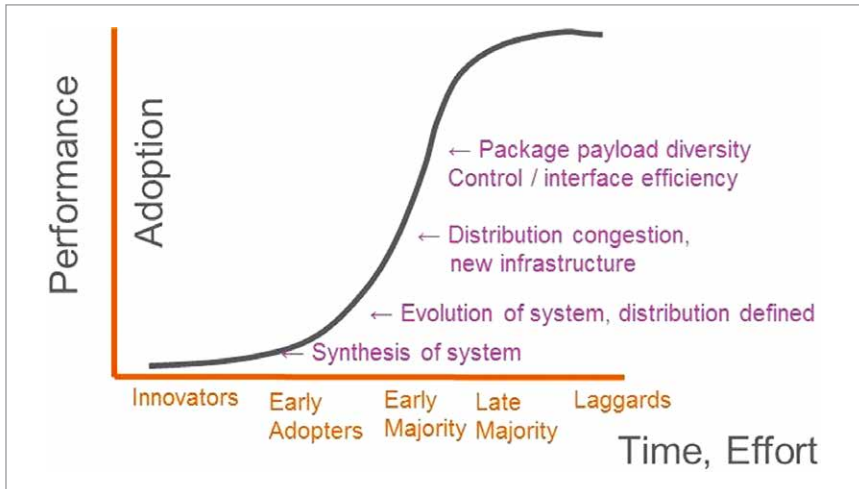 Performance
Adoption
← Package payload diversity
Control / interface efficiency
← Distribution congestion,
new infrastructure
← Evolution of system, distribution defined
← Synthesis of system
Innovators
Early
Adopters
Early
Majority
Late
Majority
Laggards
Time, Effort